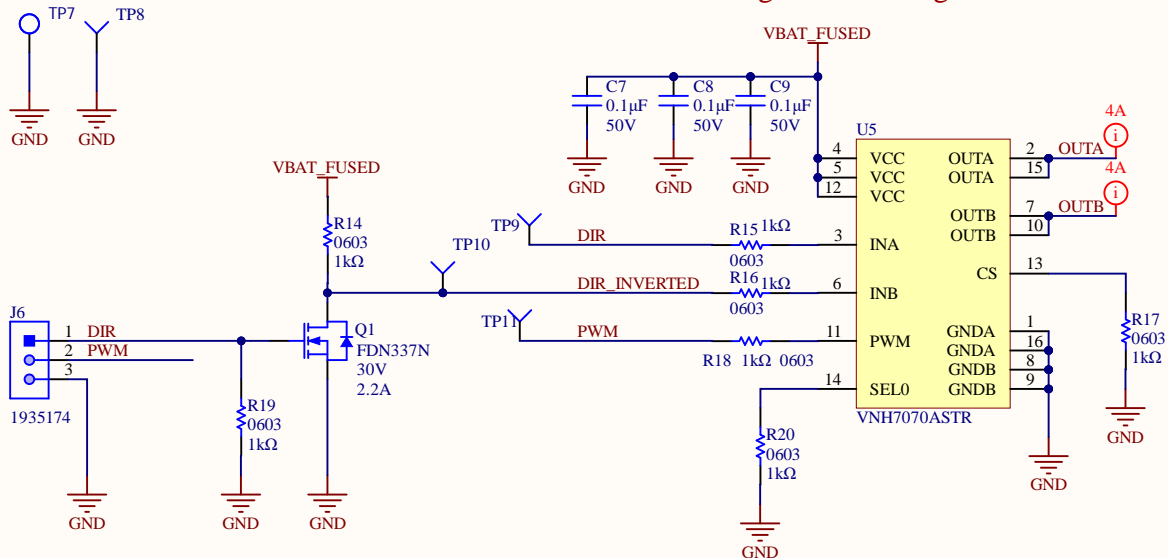 TP7
TP8
GND
GND
VBAT_FUSED
C7
0.1µF
50V
C8
0.1µF
50V
C9
0.1µF
50V
GND
GND
GND
U5
4
VCC
5
VCC
12
VCC
3
INA
6
INB
11
PWM
14
SEL0
OUTA
2
OUTA
15
OUTB
7
OUTB
10
CS
13
GNDA
1
GNDA
16
GNDB
8
GNDB
9
VNH7070ASTR
4A
i
OUTA
4A
i
OUTB
VBAT_FUSED
R14
0603
1kΩ
TP9
DIR
R15
1kΩ
0603
TP10
DIR_INVERTED
R16
1kΩ
0603
TP11
PWM
R18 1kΩ 0603
J6
1
DIR
2
PWM
3
1935174
Q1
FDN337N
30V
2.2A
R19
0603
1kΩ
R20
0603
1kΩ
R17
0603
1kΩ
GND
GND
GND
GND
GND
GND